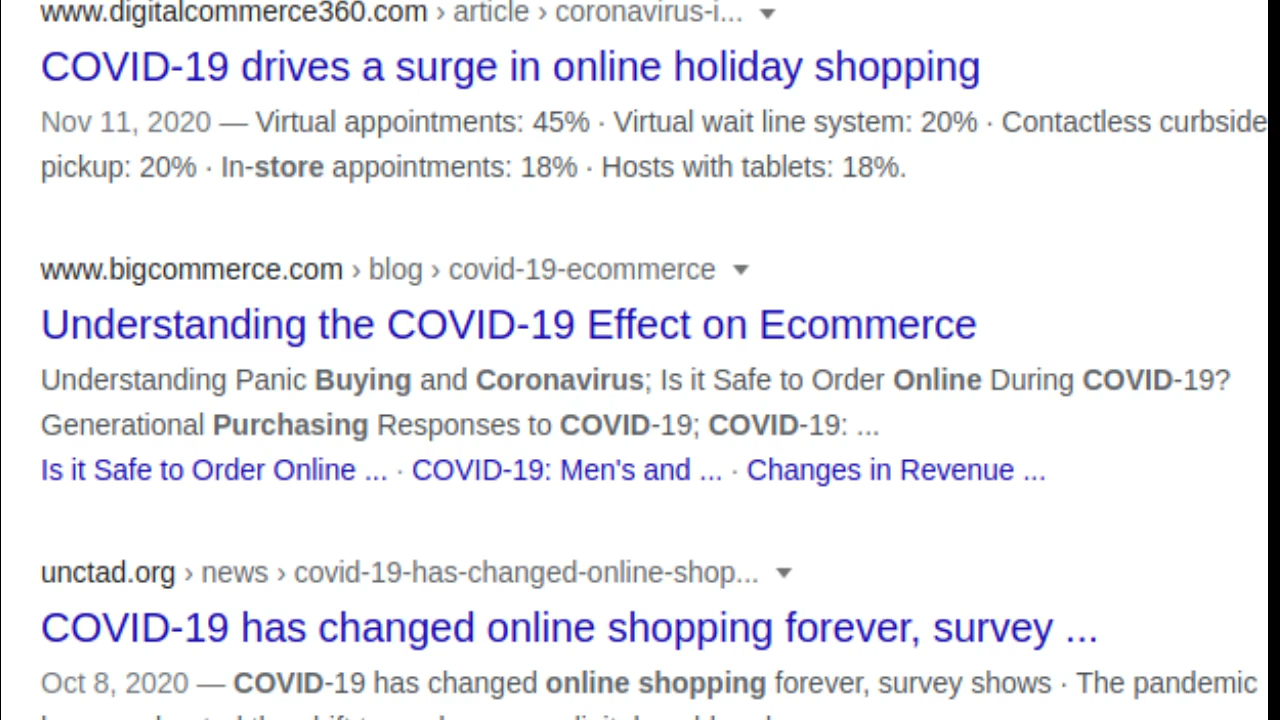 www.digitalcommerce360.com › article › coronavirus-i...
COVID-19 drives a surge in online holiday shopping
Nov 11, 2020 — Virtual appointments: 45% · Virtual wait line system: 20% · Contactless curbside
pickup: 20% · In-store appointments: 18% · Hosts with tablets: 18%.
www.bigcommerce.com › blog › covid-19-ecommerce
Understanding the COVID-19 Effect on Ecommerce
Understanding Panic Buying and Coronavirus; Is it Safe to Order Online During COVID-19?
Generational Purchasing Responses to COVID-19; COVID-19: ...
Is it Safe to Order Online ... · COVID-19: Men's and ... · Changes in Revenue ...
unctad.org › news › covid-19-has-changed-online-shop...
COVID-19 has changed online shopping forever, survey ...
Oct 8, 2020 — COVID-19 has changed online shopping forever, survey shows · The pandemic